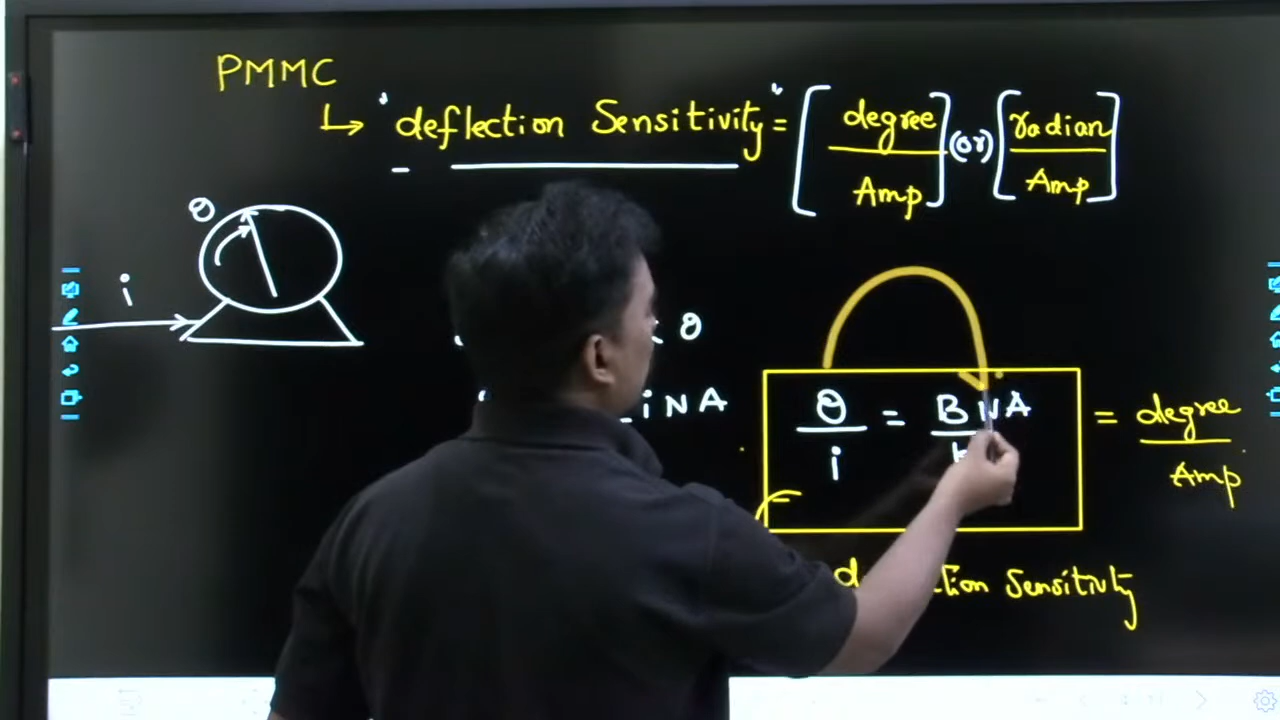 PMMC
↳ "deflection Sensitivity" = [degree/Amp] (or) [radian/Amp]
θ
i
θ
iNA
θ/i = BNA = degree/Amp
Sensitivity